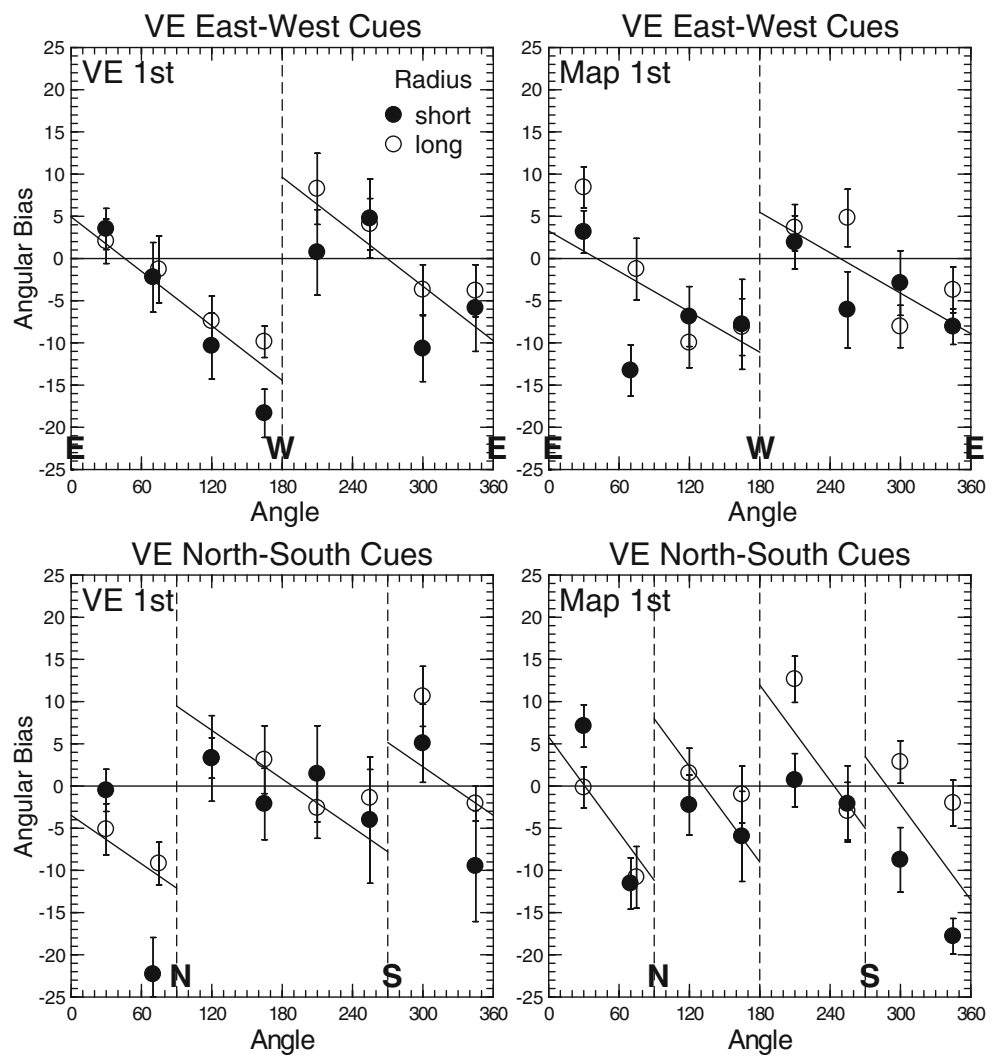 VE East-West Cues
VE 1st
Radius
short
long
25
20
15
10
5
0
-5
-10
-15
-20
-25
Angular Bias
E W E
0 60 120 180 240 300 360
Angle
VE East-West Cues
Map 1st
25
20
15
10
5
0
-5
-10
-15
-20
-25
E W E
0 60 120 180 240 300 360
Angle
VE North-South Cues
VE 1st
25
20
15
10
5
0
-5
-10
-15
-20
-25
Angular Bias
N S
0 60 120 180 240 300 360
Angle
VE North-South Cues
Map 1st
25
20
15
10
5
0
-5
-10
-15
-20
-25
N S
0 60 120 180 240 300 360
Angle